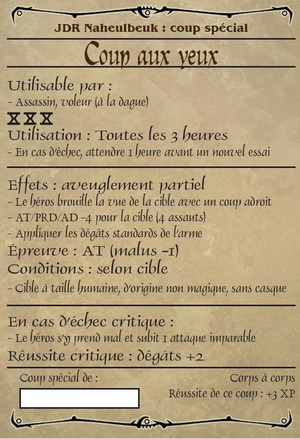 JDR Naheulbeuk : coup spécial
Coup aux yeux
Utilisable par :
- Assassin, voleur (à la dague)
Utilisation : Toutes les 3 heures
- En cas d'échec, attendre 1 heure avant un nouvel essai
Effets : aveuglement partiel
- Le héros brouille la vue de la cible avec un coup adroit
- AT/PRD/AD -4 pour la cible (4 assauts)
- Appliquer les dégâts standards de l'arme
Épreuve : AT (malus -1)
Conditions : selon cible
- Cible à taille humaine, d'origine non magique, sans casque
En cas d'échec critique :
- Le héros s'y prend mal et subit 1 attaque imparable
Réussite critique : dégâts +2
Coup spécial de :
Corps à corps
Réussite de ce coup : +3 XP